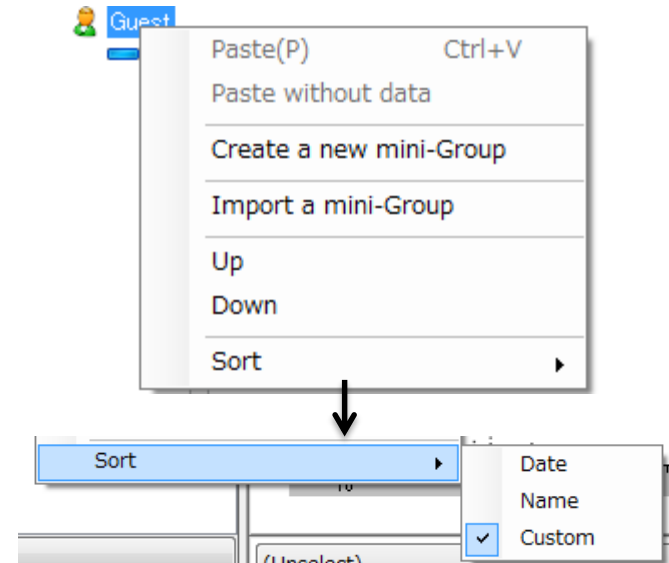 Guest
Paste(P) Ctrl+V
Paste without data
Create a new mini-Group
Import a mini-Group
Up
Down
Sort
Sort
Date
Name
Custom
(Unselect)